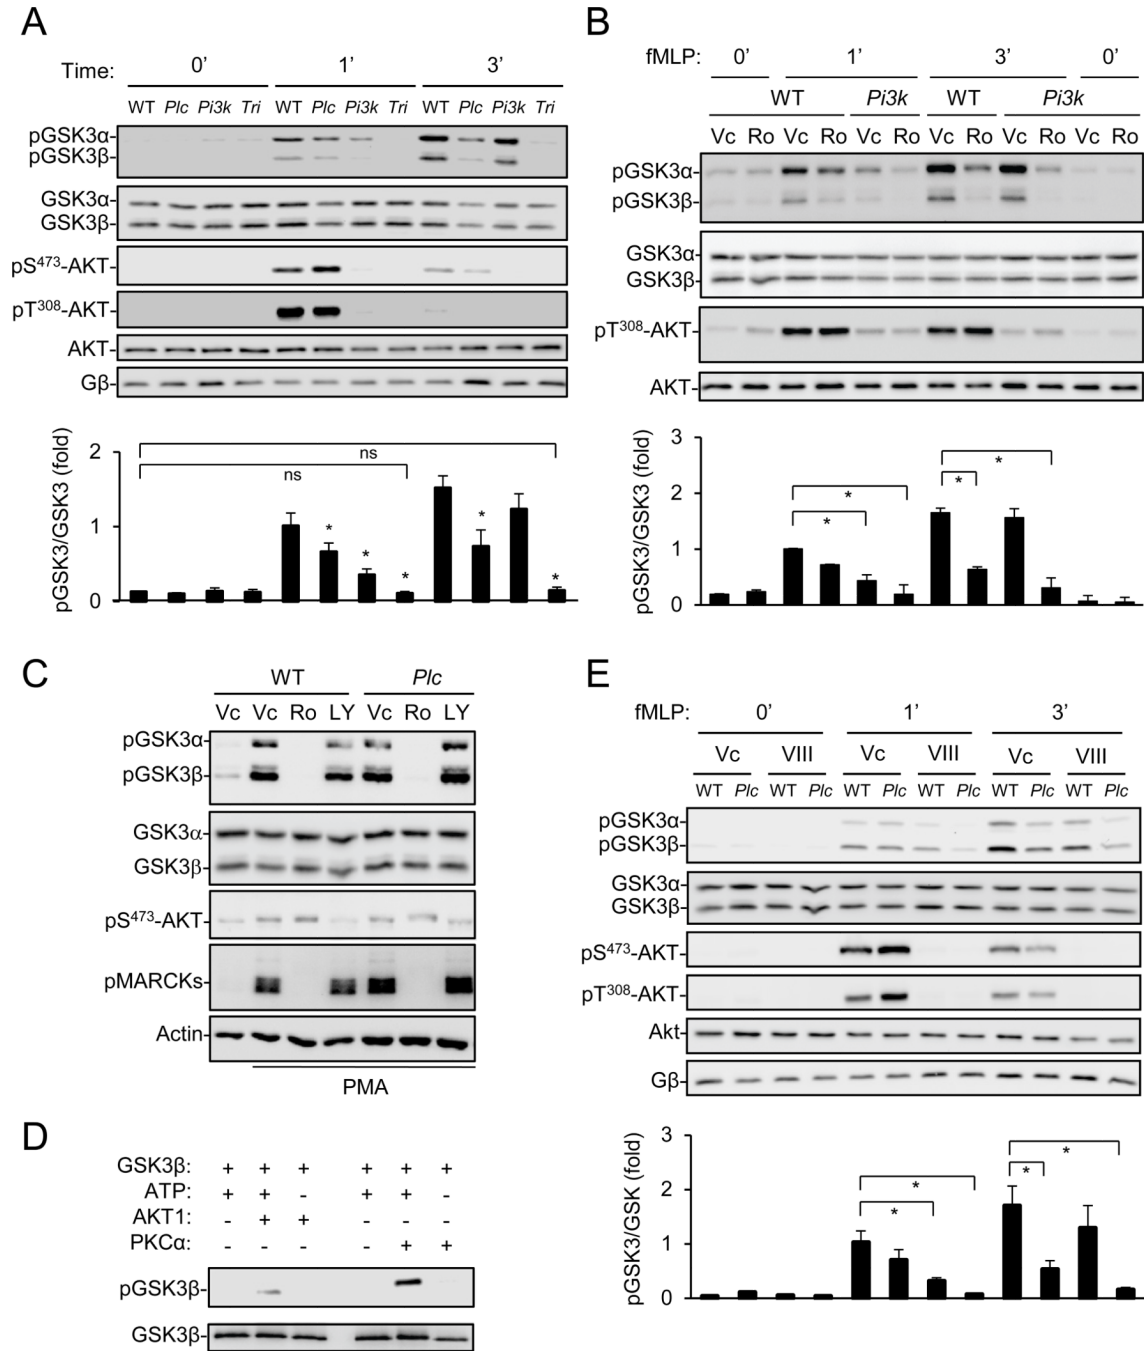 A
Time: 0’ 1’ 3’
WT Plc Pi3k Tri WT Plc Pi3k Tri WT Plc Pi3k Tri
pGSK3α-
pGSK3β-
GSK3α-
GSK3β-
pS473-AKT-
pT308-AKT-
AKT-
Gβ-
pGSK3/GSK3 (fold)
2
1
0
ns
ns
* * * * *
B
fMLP: 0’ 1’ 3’ 0’
WT Pi3k WT Pi3k
Vc Ro Vc Ro Vc Ro Vc Ro Vc Ro Vc Ro
pGSK3α-
pGSK3β-
GSK3α-
GSK3β-
pT308-AKT-
AKT-
pGSK3/GSK3 (fold)
3
2
1
0
* * * *
C
WT Plc
Vc Vc Ro LY Vc Ro LY
pGSK3α-
pGSK3β-
GSK3α-
GSK3β-
pS473-AKT-
pMARCKs-
Actin-
PMA
D
GSK3β: + + + + + +
ATP: + + - + + -
AKT1: - + + - - -
PKCα: - - - - + +
pGSK3β-
GSK3β-
E
fMLP: 0’ 1’ 3’
Vc VIII Vc VIII Vc VIII
WT Plc WT Plc WT Plc WT Plc WT Plc WT Plc
pGSK3α-
pGSK3β-
GSK3α-
GSK3β-
pS473-AKT-
pT308-AKT-
Akt-
Gβ-
pGSK3/GSK (fold)
3
2
1
0
* * * *